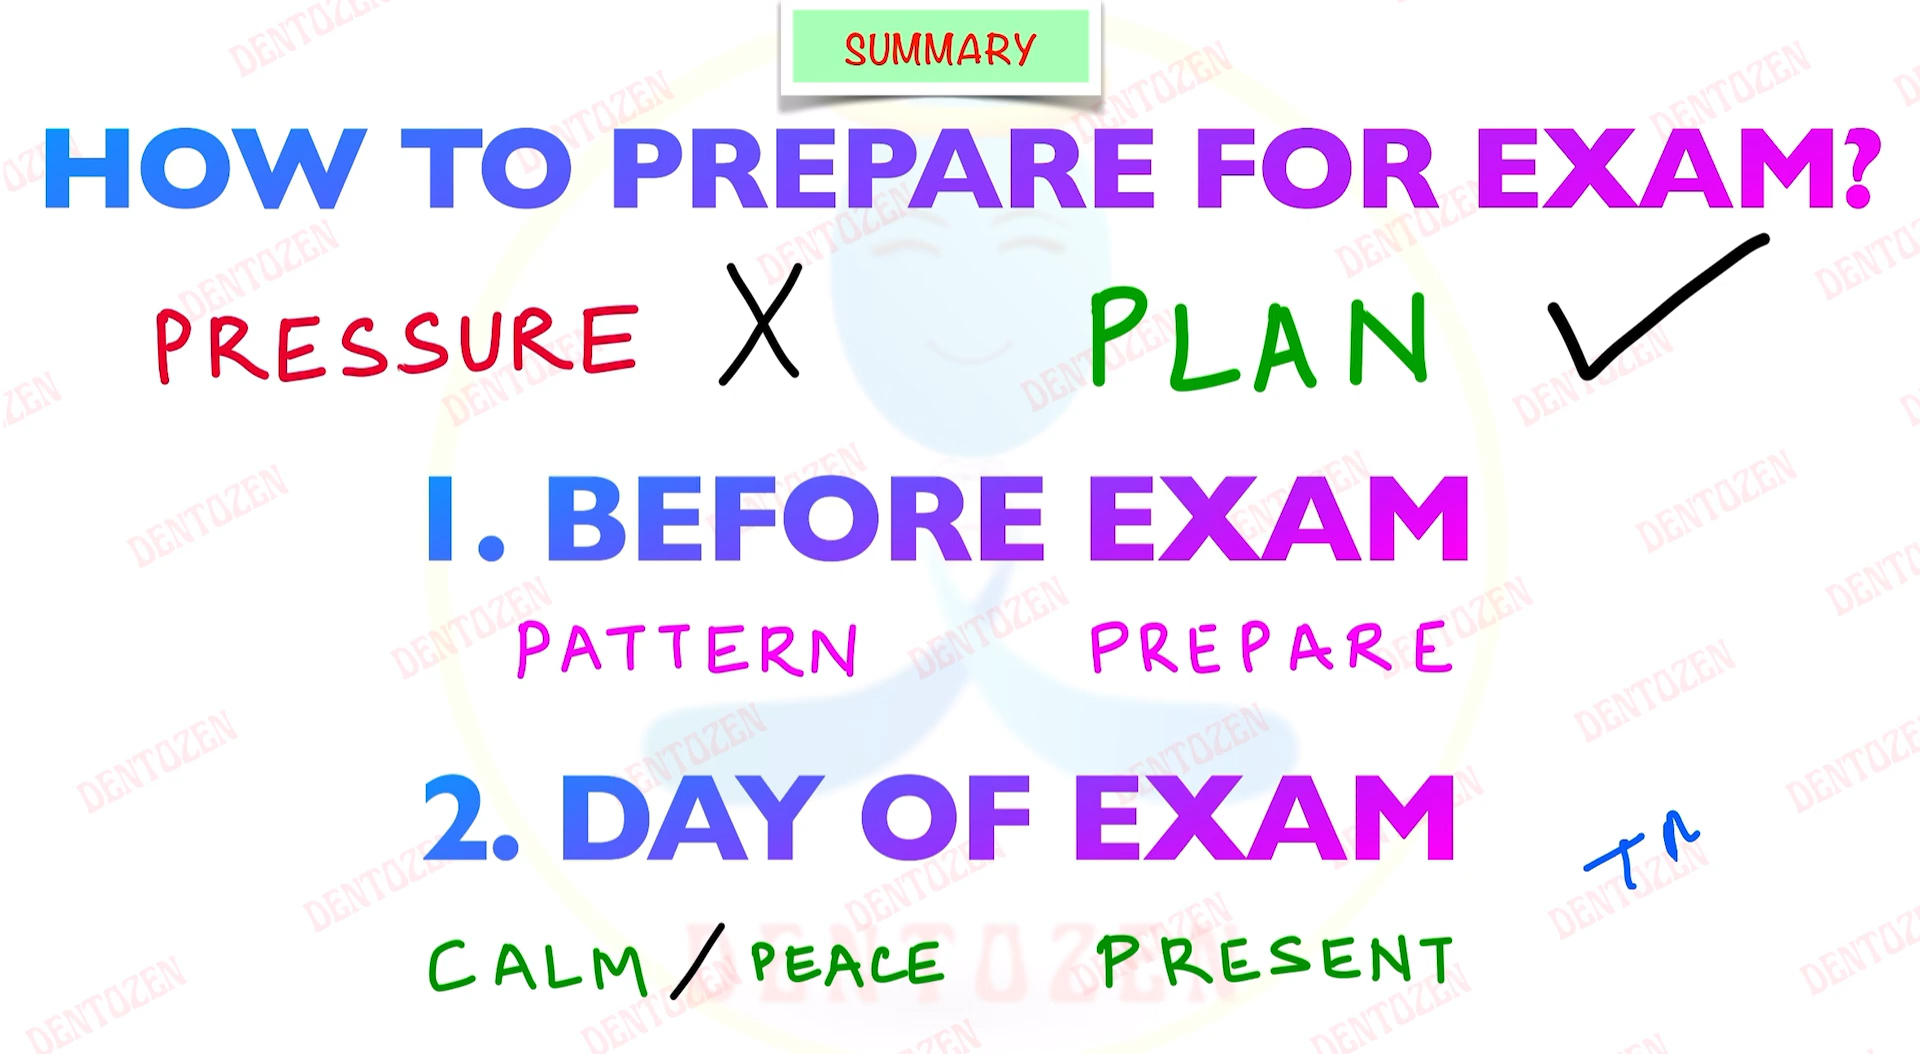 SUMMARY
HOW TO PREPARE FOR EXAM?
PRESSURE X PLAN ✓
1. BEFORE EXAM
PATTERN PREPARE
2. DAY OF EXAM
CALM / PEACE PRESENT
DENTOZEN